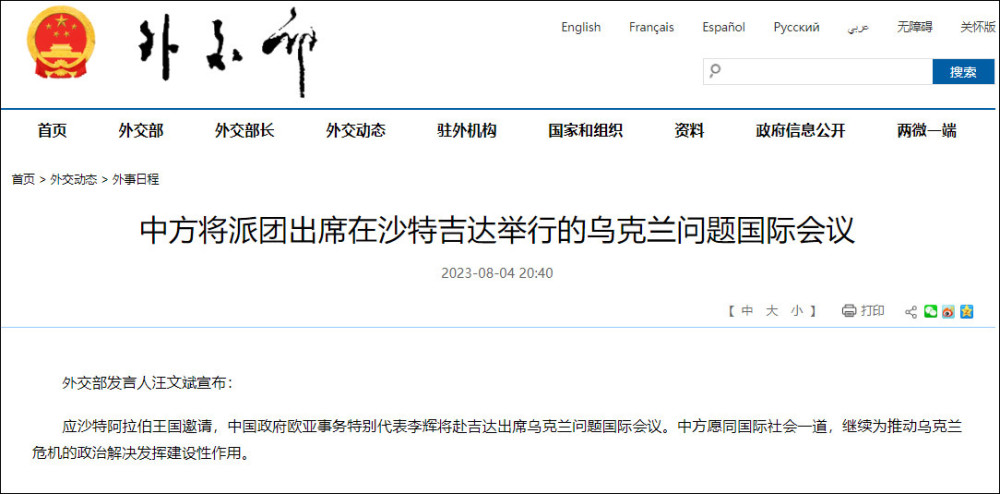 外交部
English Français Español Русский عربي 无障碍 关怀版
搜索
首页 外交部 外交部长 外交动态 驻外机构 国家和组织 资料 政府信息公开 两微一端
首页 > 外交动态 > 外事日程
中方将派团出席在沙特吉达举行的乌克兰问题国际会议
2023-08-04 20:40
【 中 大 小 】 打印
外交部发言人汪文斌宣布：
应沙特阿拉伯王国邀请，中国政府欧亚事务特别代表李辉将赴吉达出席乌克兰问题国际会议。中方愿同国际社会一道，继续为推动乌克兰
危机的政治解决发挥建设性作用。